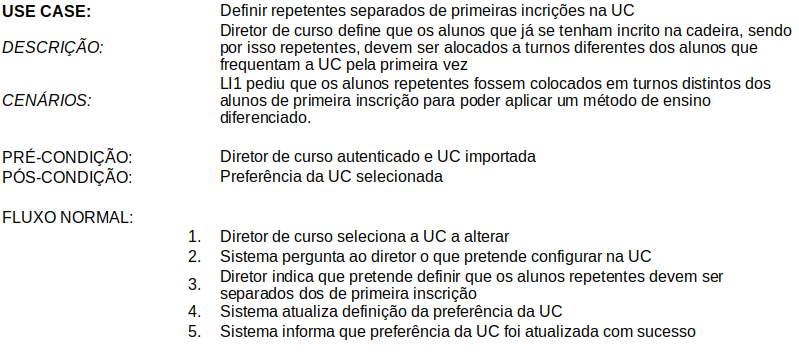 USE CASE: Definir repetentes separados de primeiras incrições na UC
DESCRIÇÃO: Diretor de curso define que os alunos que já se tenham incrito na cadeira, sendo
por isso repetentes, devem ser alocados a turnos diferentes dos alunos que
frequentam a UC pela primeira vez
CENÁRIOS: LI1 pediu que os alunos repetentes fossem colocados em turnos distintos dos
alunos de primeira inscrição para poder aplicar um método de ensino
diferenciado.
PRÉ-CONDIÇÃO: Diretor de curso autenticado e UC importada
PÓS-CONDIÇÃO: Preferência da UC selecionada
FLUXO NORMAL:
1. Diretor de curso seleciona a UC a alterar
2. Sistema pergunta ao diretor o que pretende configurar na UC
3. Diretor indica que pretende definir que os alunos repetentes devem ser
separados dos de primeira inscrição
4. Sistema atualiza definição da preferência da UC
5. Sistema informa que preferência da UC foi atualizada com sucesso